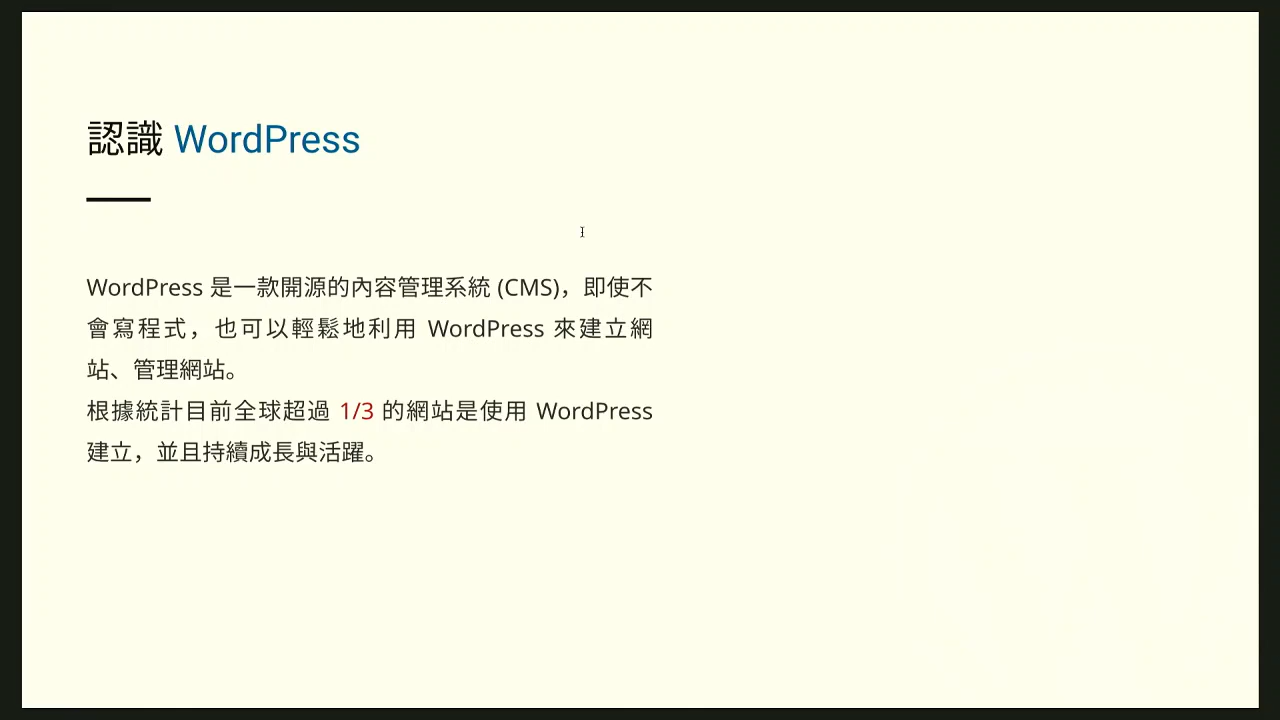 認識 WordPress
WordPress 是一款開源的內容管理系統 (CMS)，即使不
會寫程式，也可以輕鬆地利用 WordPress 來建立網
站、管理網站。
根據統計目前全球超過 1/3 的網站是使用 WordPress
建立，並且持續成長與活躍。